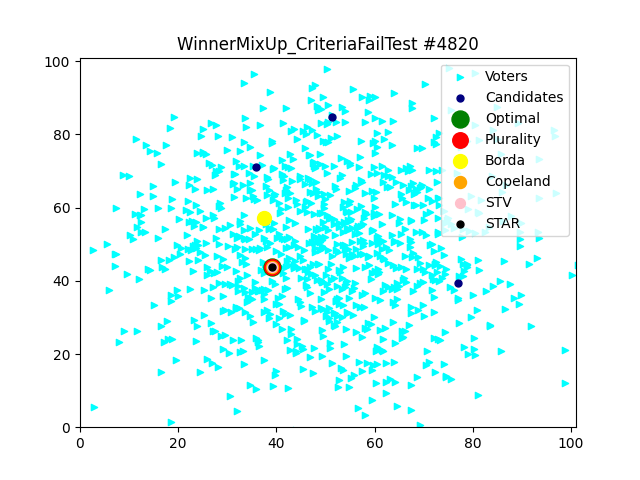 WinnerMixUp_CriteriaFailTest #4820
100
80
60
40
20
0
0 20 40 60 80 100
Voters
Candidates
Optimal
Plurality
Borda
Copeland
STV
STAR